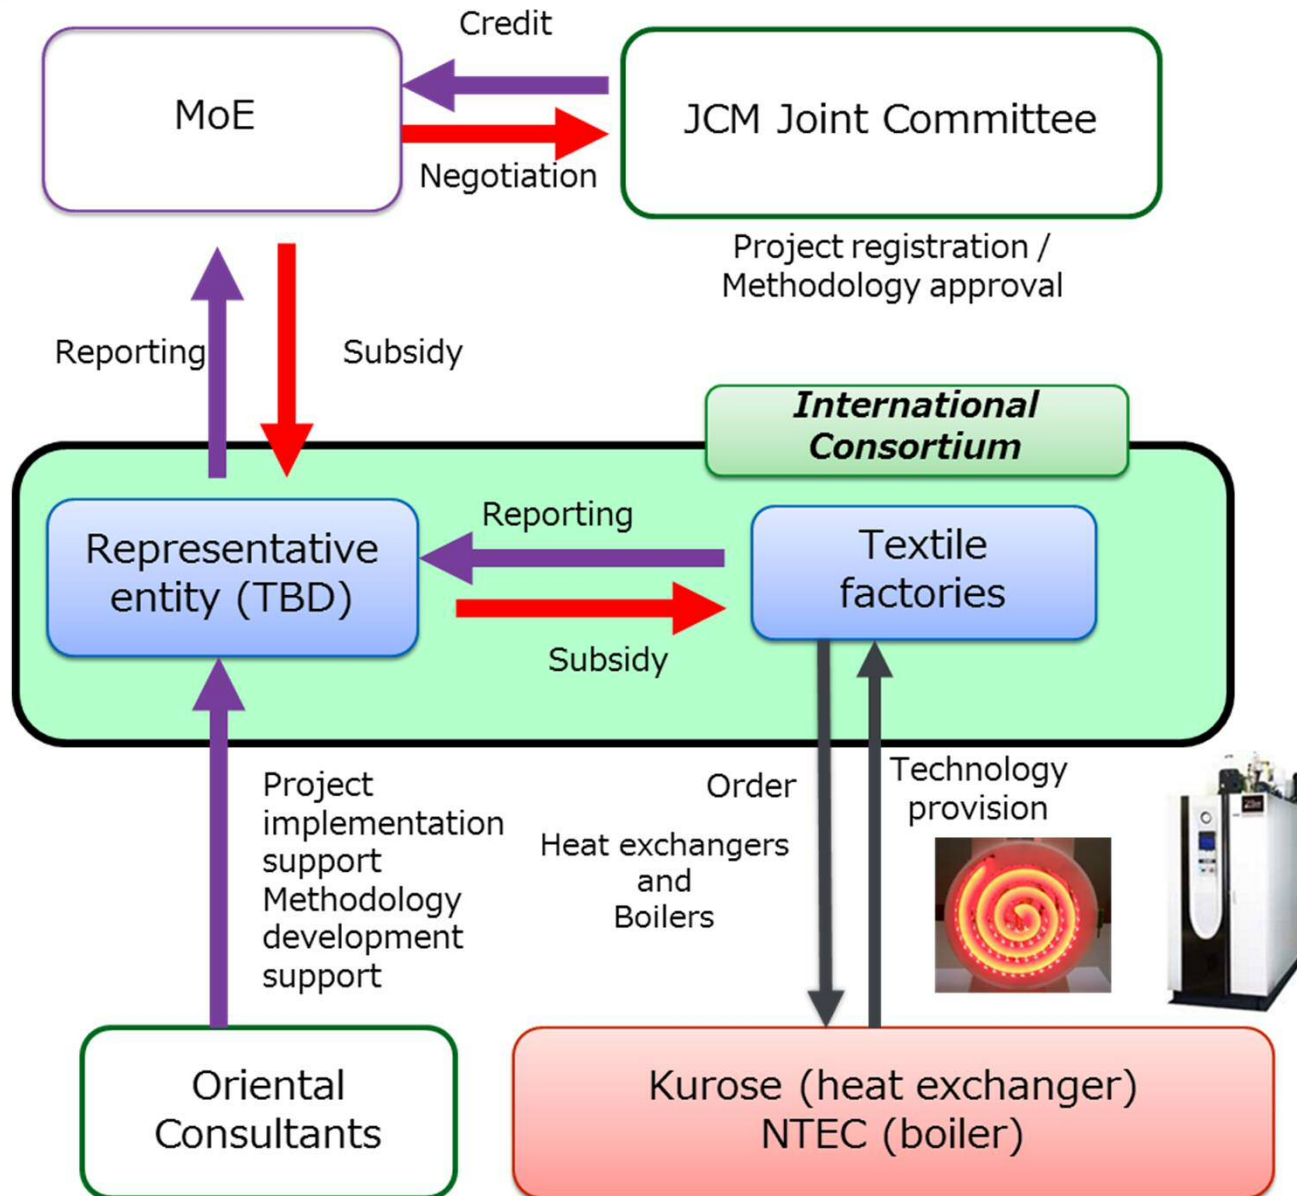 Credit
MoE
JCM Joint Committee
Negotiation
Project registration /
Methodology approval
Reporting
Subsidy
International
Consortium
Representative
entity (TBD)
Reporting
Subsidy
Textile
factories
Project
implementation
support
Methodology
development
support
Order
Heat exchangers
and
Boilers
Technology
provision
Oriental
Consultants
Kurose (heat exchanger)
NTEC (boiler)